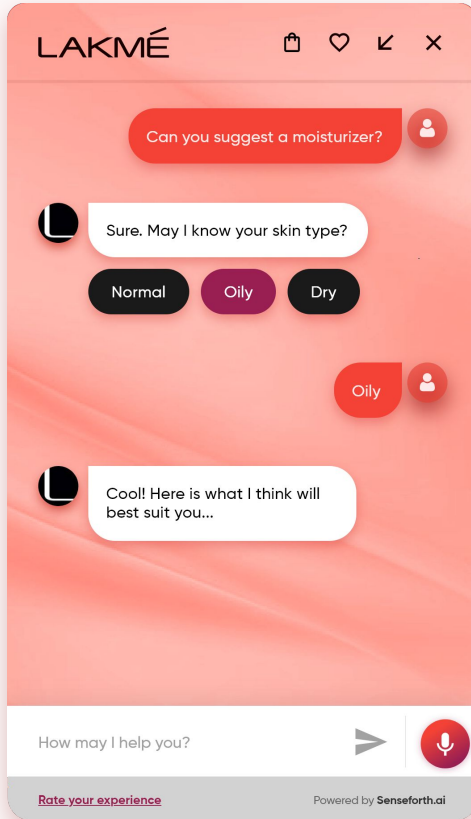 LAKMÉ
Can you suggest a moisturizer?
Sure. May I know your skin type?
Normal
Oily
Dry
Oily
Cool! Here is what I think will
best suit you...
How may I help you?
Rate your experience
Powered by Senseforth.ai